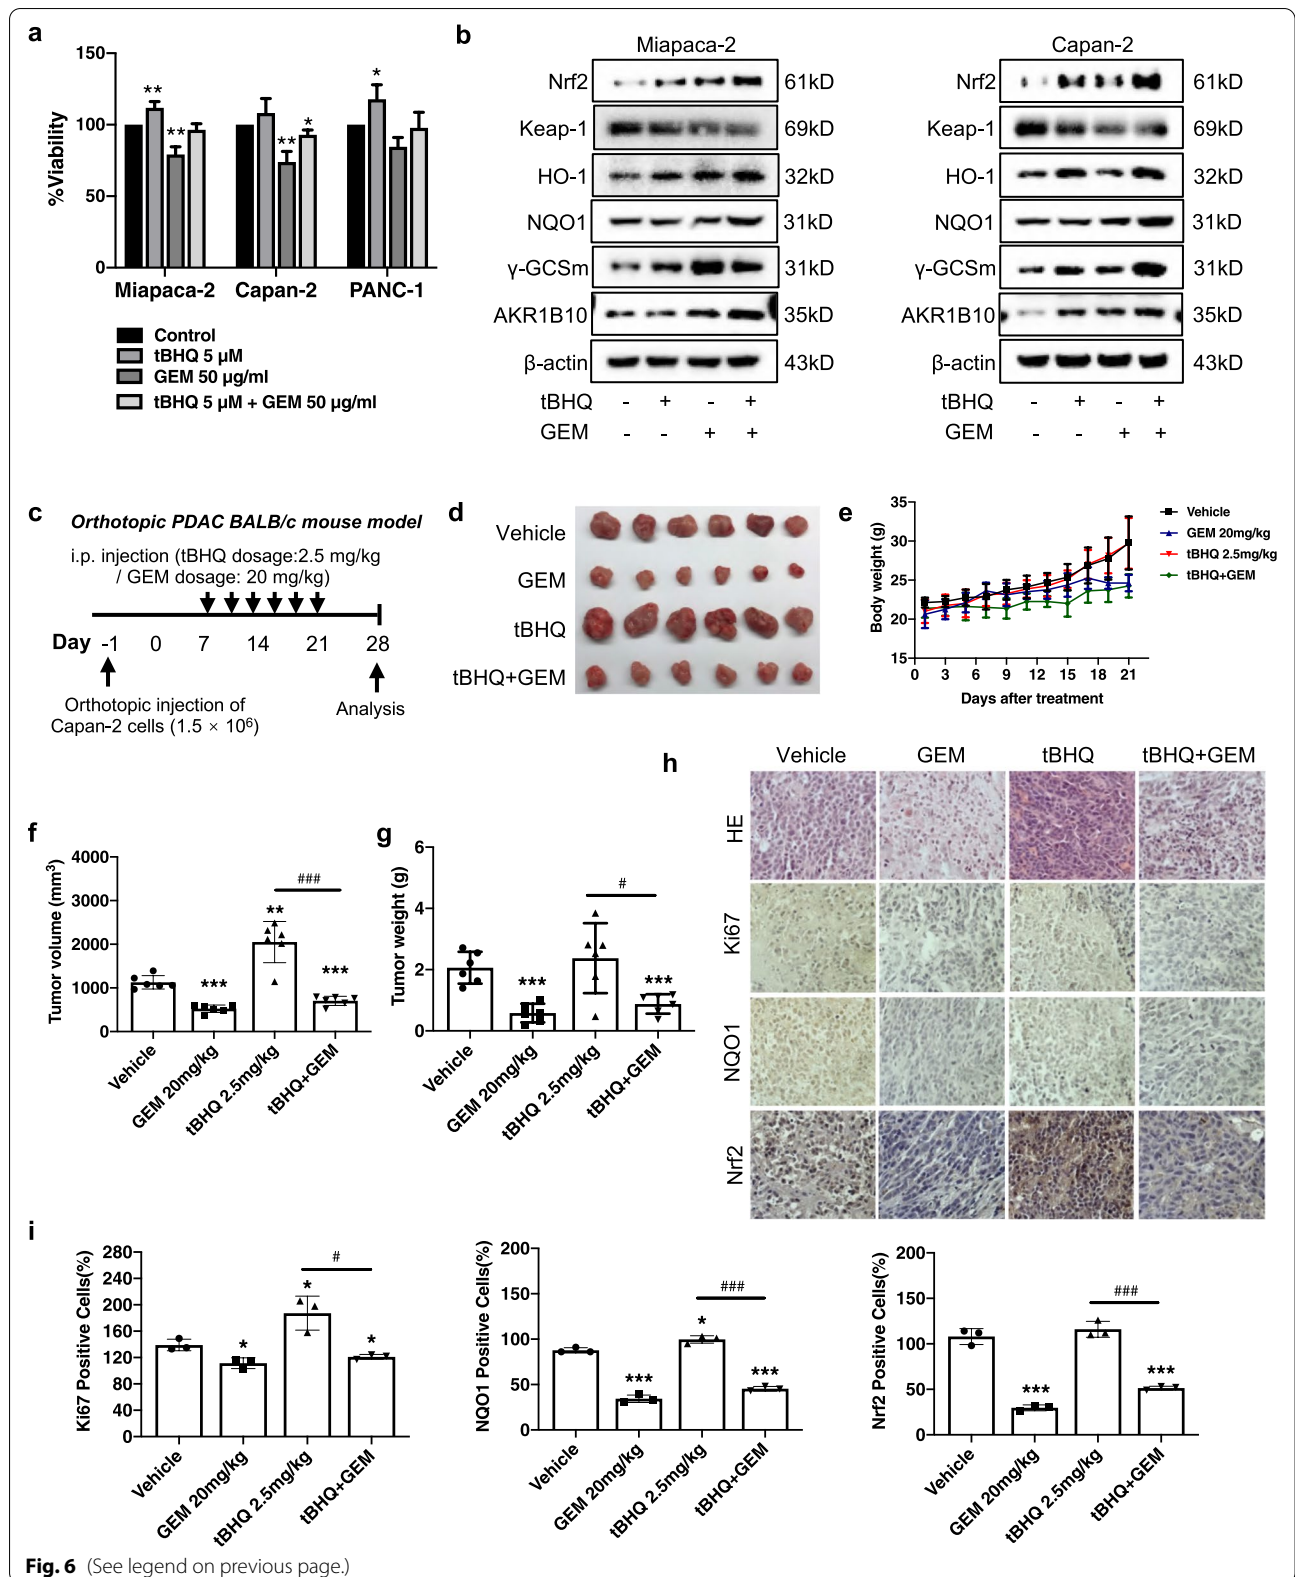 a
150
100
50
0
%Viability
** ** * ** *
Miapaca-2 Capan-2 PANC-1
Control
tBHQ 5 μM
GEM 50 μg/ml
tBHQ 5 μM + GEM 50 μg/ml
b
Miapaca-2
Nrf2 61kD
Keap-1 69kD
HO-1 32kD
NQO1 31kD
γ-GCSm 31kD
AKR1B10 35kD
β-actin 43kD
tBHQ - + - +
GEM - - + +
Capan-2
Nrf2 61kD
Keap-1 69kD
HO-1 32kD
NQO1 31kD
γ-GCSm 31kD
AKR1B10 35kD
β-actin 43kD
tBHQ - + - +
GEM - - + +
c
Orthotopic PDAC BALB/c mouse model
i.p. injection (tBHQ dosage:2.5 mg/kg
/ GEM dosage: 20 mg/kg)
Day -1 0 7 14 21 28
Orthotopic injection of
Capan-2 cells (1.5 × 10⁶)
Analysis
d
Vehicle
GEM
tBHQ
tBHQ+GEM
e
35
30
25
20
15
Body weight (g)
0 3 6 9 12 15 18 21
Days after treatment
Vehicle
GEM 20mg/kg
tBHQ 2.5mg/kg
tBHQ+GEM
f
4000
3000
2000
1000
0
Tumor volume (mm³)
###
*** ** ***
Vehicle
GEM 20mg/kg
tBHQ 2.5mg/kg
tBHQ+GEM
g
6
4
2
0
Tumor weight (g)
#
*** ***
Vehicle
GEM 20mg/kg
tBHQ 2.5mg/kg
tBHQ+GEM
h
Vehicle GEM tBHQ tBHQ+GEM
HE
Ki67
NQO1
Nrf2
i
280
240
200
160
120
80
40
0
Ki67 Positive Cells(%)
#
* * *
Vehicle
GEM 20mg/kg
tBHQ 2.5mg/kg
tBHQ+GEM
200
150
100
50
0
NQO1 Positive Cells(%)
###
*** * ***
Vehicle
GEM 20mg/kg
tBHQ 2.5mg/kg
tBHQ+GEM
200
150
100
50
0
Nrf2 Positive Cells(%)
###
*** ***
Vehicle
GEM 20mg/kg
tBHQ 2.5mg/kg
tBHQ+GEM
Fig. 6 (See legend on previous page.)